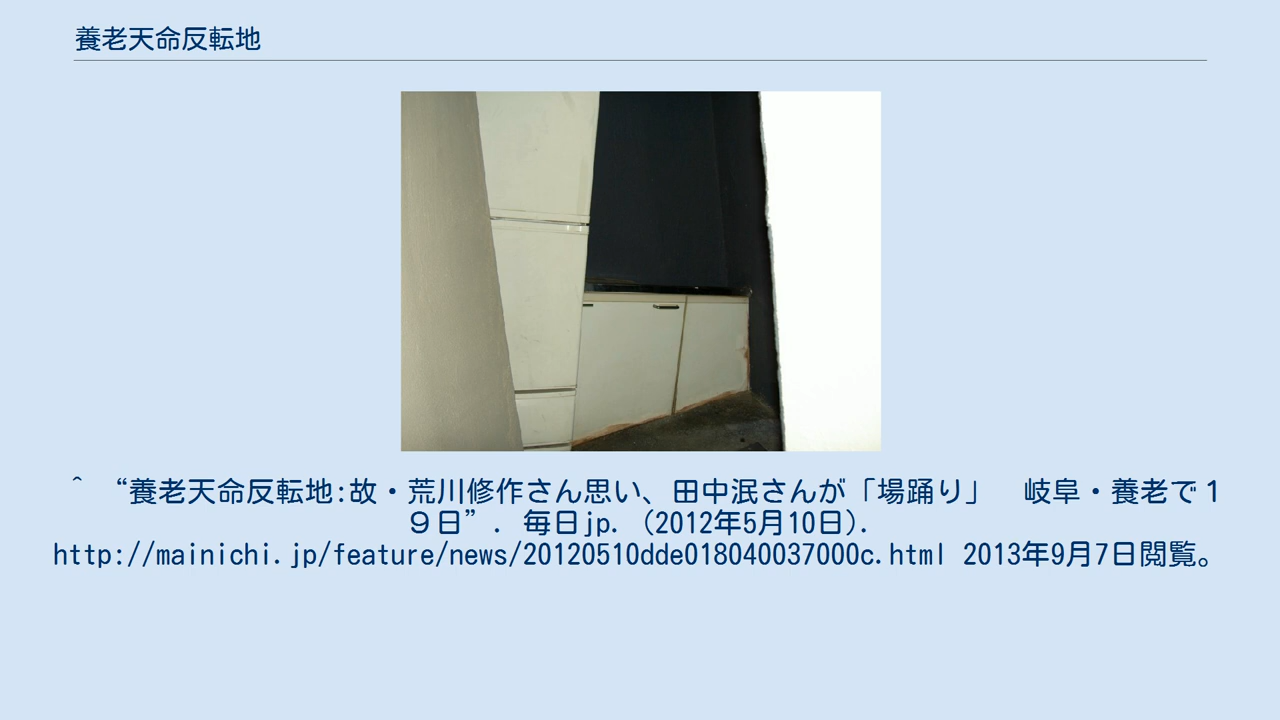 養老天命反転地
^ “養老天命反転地:故・荒川修作さん思い、田中泯さんが「場踊り」　岐阜・養老で１
９日”. 毎日jp. (2012年5月10日).
http://mainichi.jp/feature/news/20120510dde018040037000c.html 2013年9月7日閲覧。